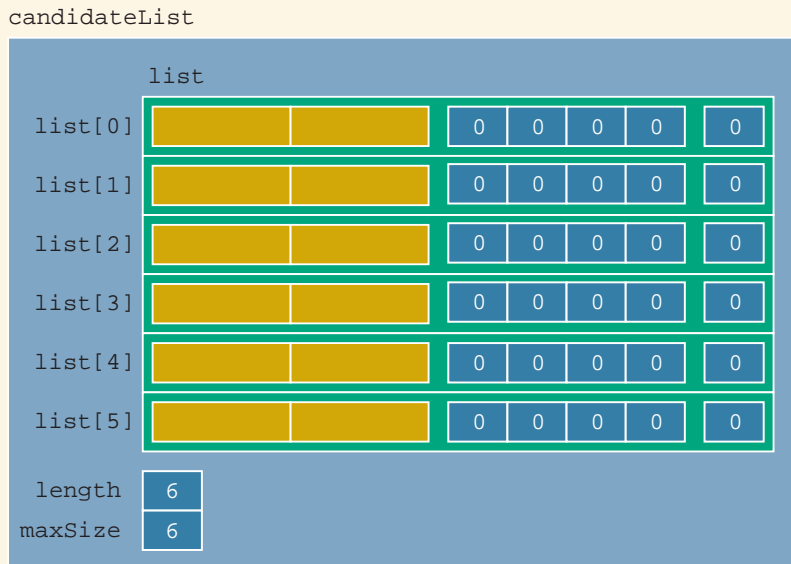 candidateList
list
list[0] 0 0 0 0 0
list[1] 0 0 0 0 0
list[2] 0 0 0 0 0
list[3] 0 0 0 0 0
list[4] 0 0 0 0 0
list[5] 0 0 0 0 0
length 6
maxSize 6